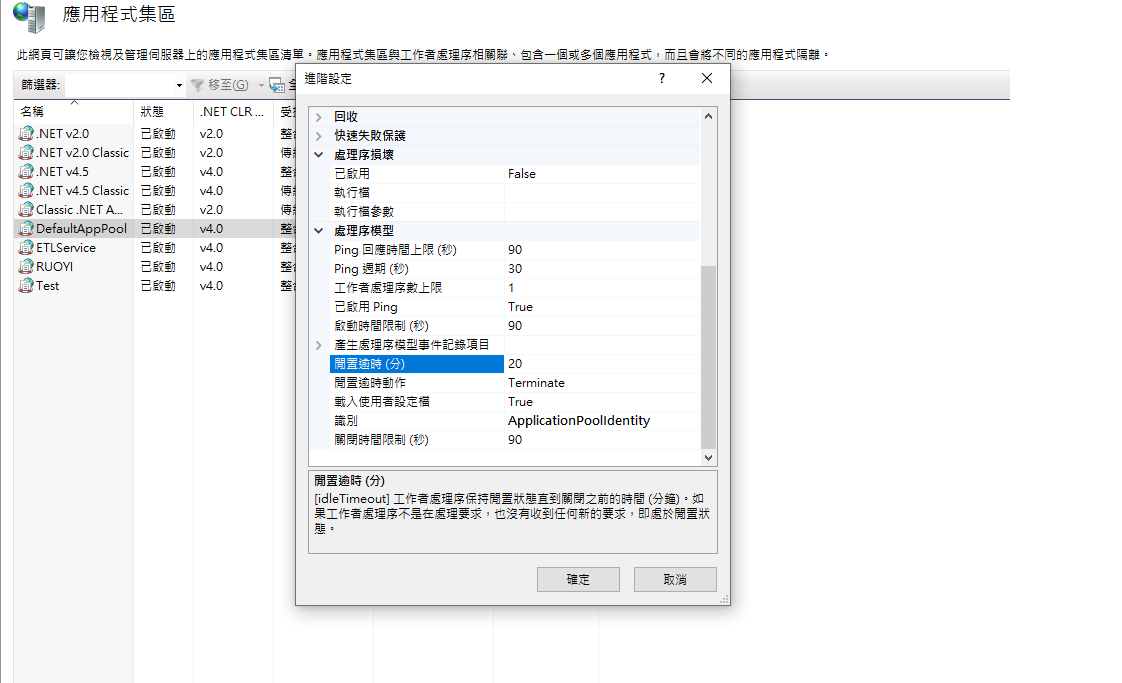 應用程式集區
此網頁可讓您檢視及管理伺服器上的應用程式集區清單。應用程式集區與工作者處理序相關聯、包含一個或多個應用程式，而且會將不同的應用程式隔離。
篩選器:
移至(G)
全
名稱 狀態 .NET CLR ... 受
.NET v2.0 已啟動 v2.0 整合
.NET v2.0 Classic 已啟動 v2.0 傳統
.NET v4.5 已啟動 v4.0 整合
.NET v4.5 Classic 已啟動 v4.0 傳統
Classic .NET A... 已啟動 v2.0 傳統
DefaultAppPool 已啟動 v4.0 整合
ETLService 已啟動 v4.0 整合
RUOYI 已啟動 v4.0 整合
Test 已啟動 v4.0 整合
進階設定 ?
回收
快速失敗保護
處理序損壞
已啟用 False
執行檔
執行檔參數
處理序模型
Ping 回應時間上限 (秒) 90
Ping 週期 (秒) 30
工作者處理序數上限 1
已啟用 Ping True
啟動時間限制 (秒) 90
產生處理序模型事件記錄項目
閒置逾時 (分) 20
閒置逾時動作 Terminate
載入使用者設定檔 True
識別 ApplicationPoolIdentity
關閉時間限制 (秒) 90
閒置逾時 (分)
[idleTimeout] 工作者處理序保持閒置狀態直到關閉之前的時間 (分鐘)。如
果工作者處理序不是在處理要求，也沒有收到任何新的要求，即處於閒置狀
態。
確定
取消